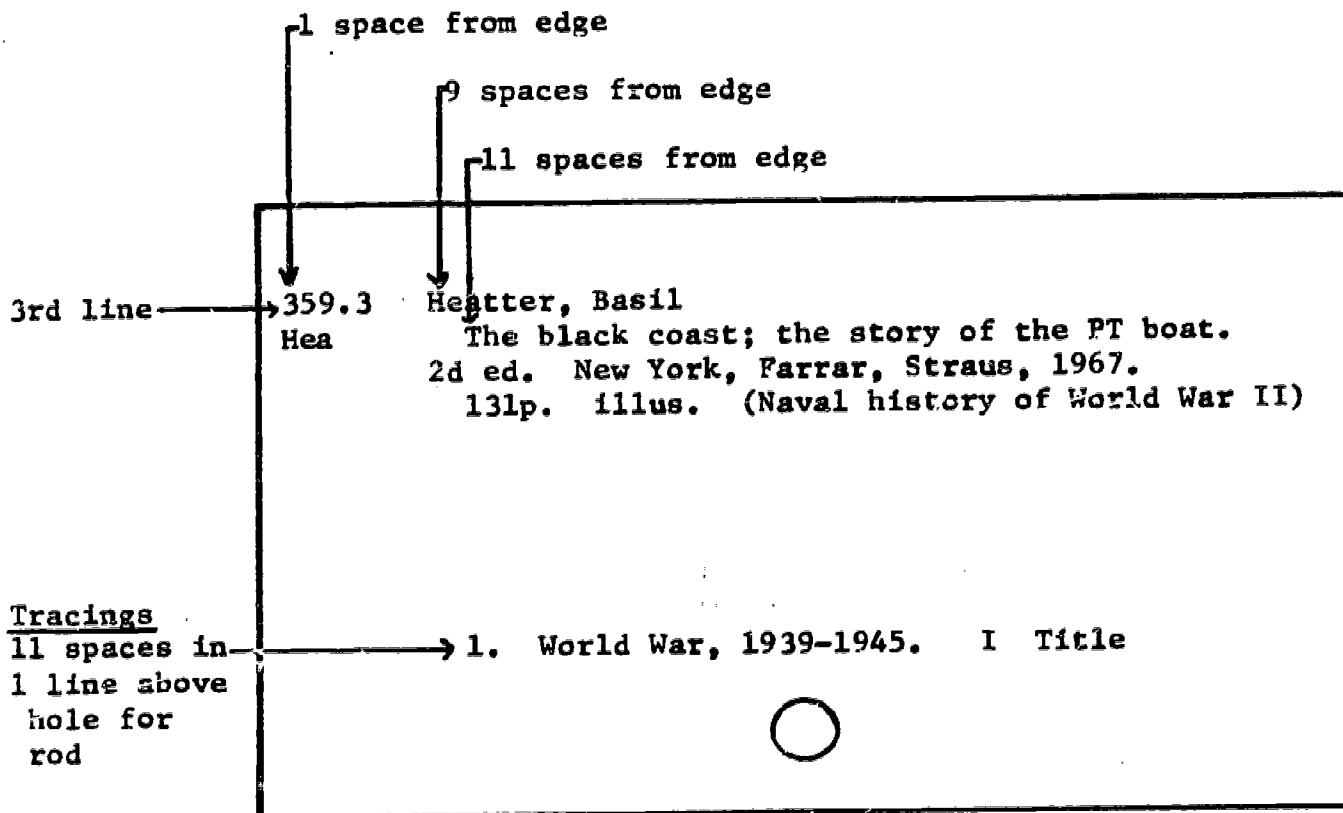 1 space from edge
9 spaces from edge
11 spaces from edge
3rd line
359.3 Heatter, Basil
Hea The black coast; the story of the PT boat.
2d ed. New York, Farrar, Straus, 1967.
131p. illus. (Naval history of World War II)
Tracings
11 spaces in
1. World War, 1939-1945. I Title
1 line above
hole for
rod